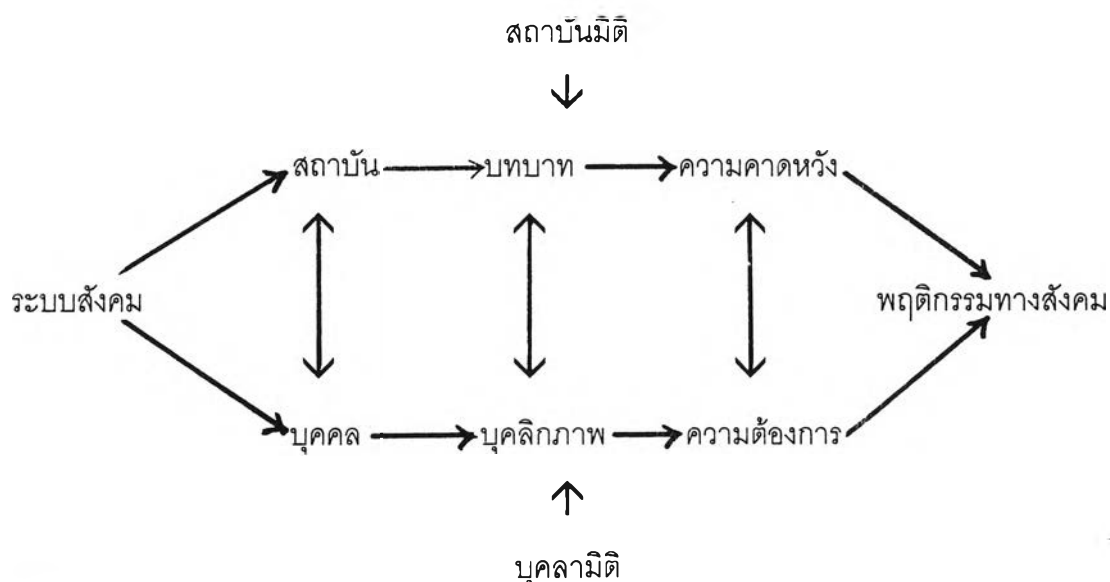 สถาบันมิติ
สถาบัน บทบาท ความคาดหวัง
ระบบสังคม พฤติกรรมทางสังคม
บุคคล บุคลิกภาพ ความต้องการ
บุคลามิติ